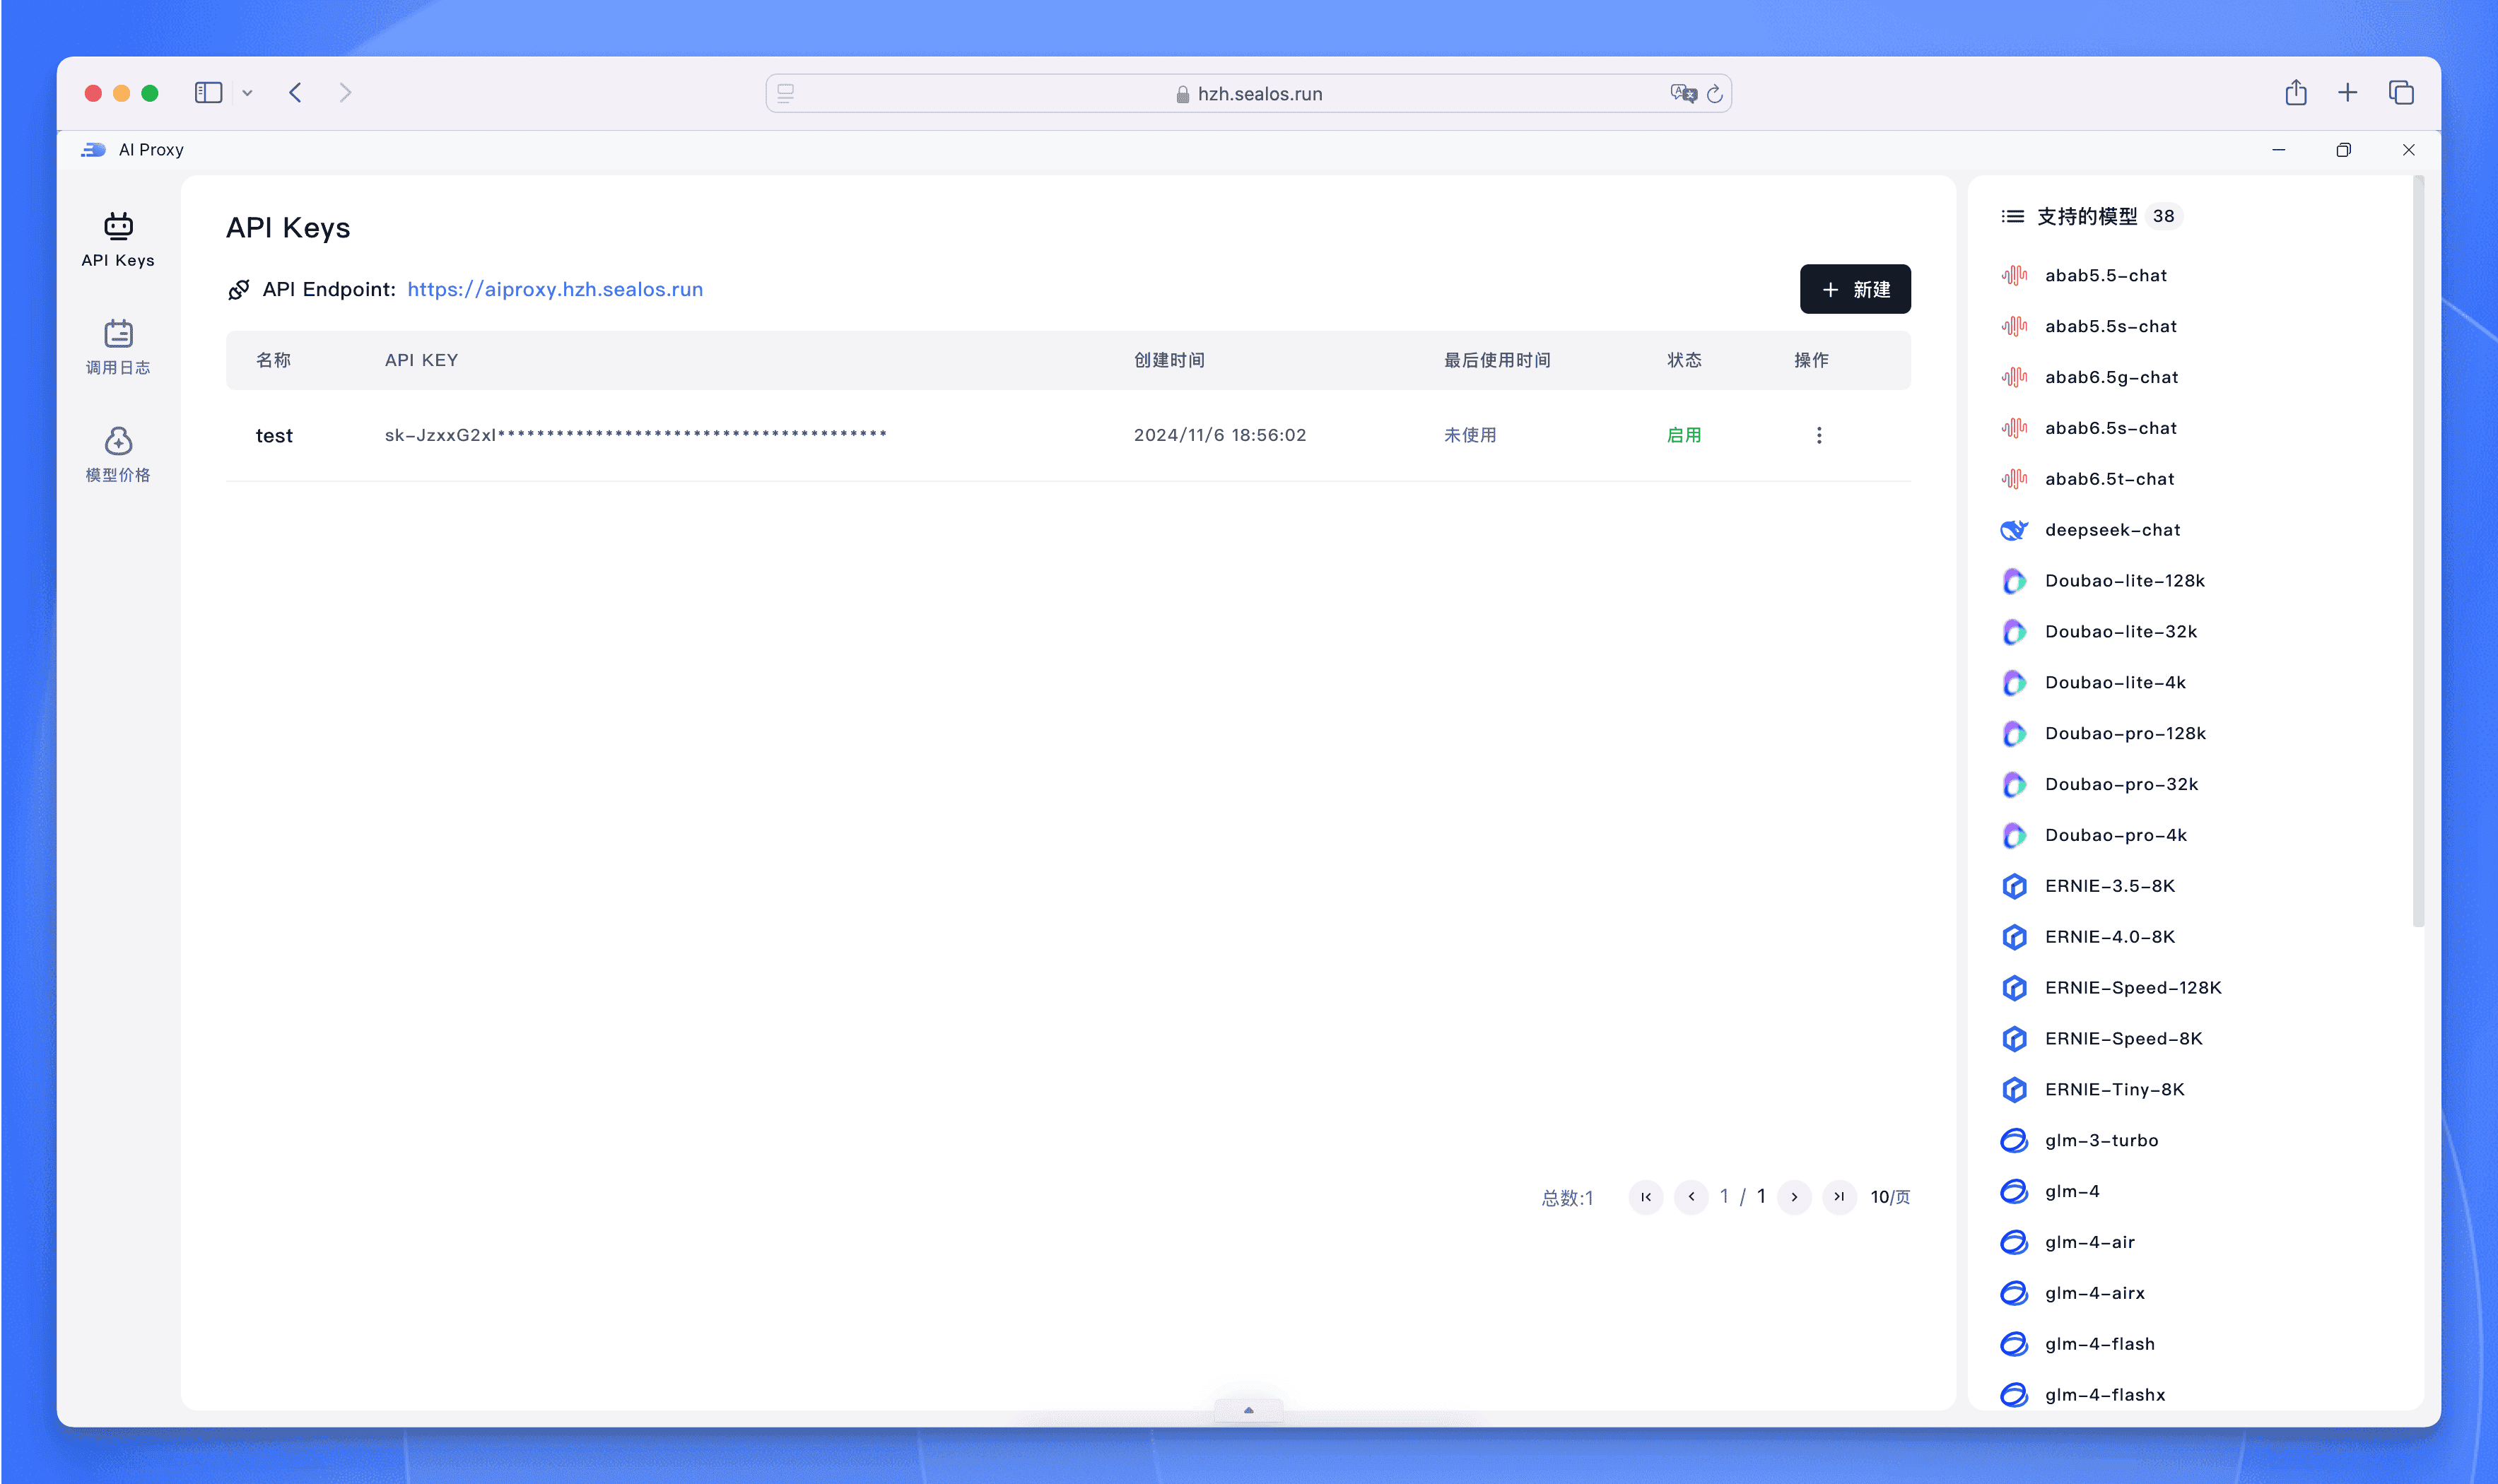 hzh.sealos.run
AI Proxy
API Keys
调用日志
模型价格
API Keys
API Endpoint: https://aiproxy.hzh.sealos.run
新建
名称 API KEY 创建时间 最后使用时间 状态 操作
test sk-JzxxG2xl**************************************** 2024/11/6 18:56:02 未使用 启用
总数:1 1 / 1 10/页
支持的模型 38
abab5.5-chat
abab5.5s-chat
abab6.5g-chat
abab6.5s-chat
abab6.5t-chat
deepseek-chat
Doubao-lite-128k
Doubao-lite-32k
Doubao-lite-4k
Doubao-pro-128k
Doubao-pro-32k
Doubao-pro-4k
ERNIE-3.5-8K
ERNIE-4.0-8K
ERNIE-Speed-128K
ERNIE-Speed-8K
ERNIE-Tiny-8K
glm-3-turbo
glm-4
glm-4-air
glm-4-airx
glm-4-flash
glm-4-flashx